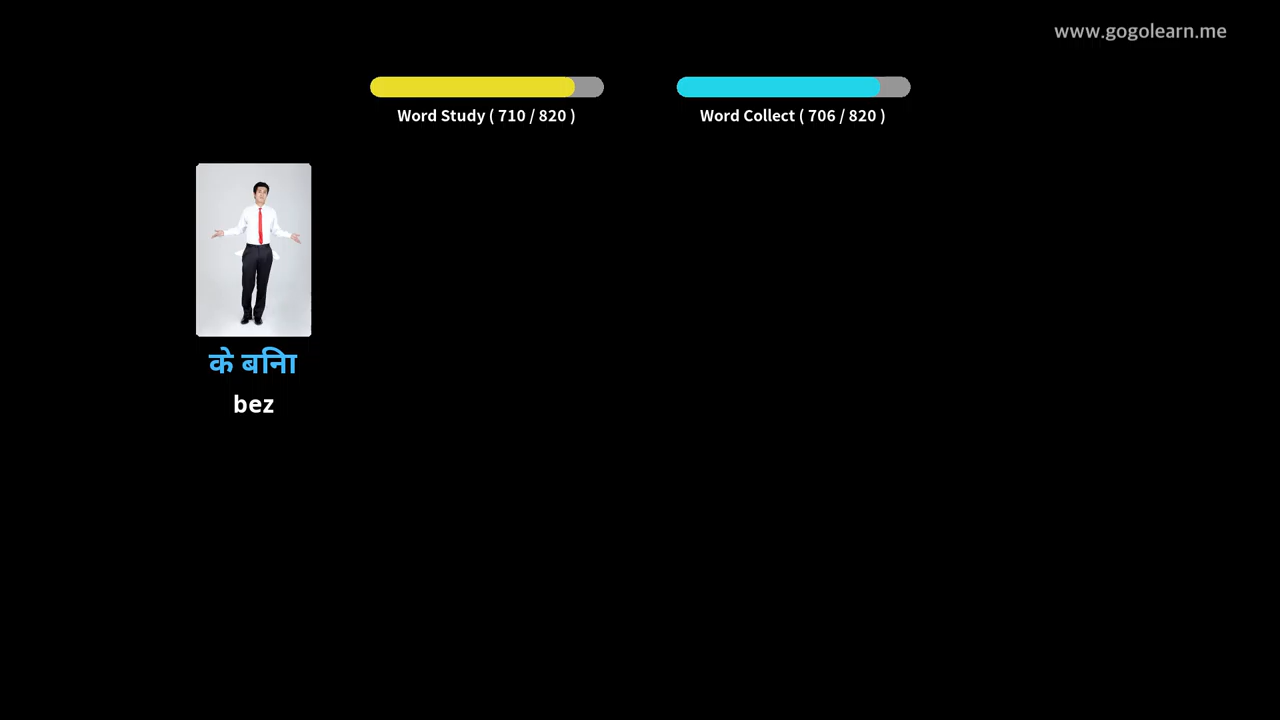 www.gogolearn.me
Word Study ( 710 / 820 )
Word Collect ( 706 / 820 )
के बिना
bez